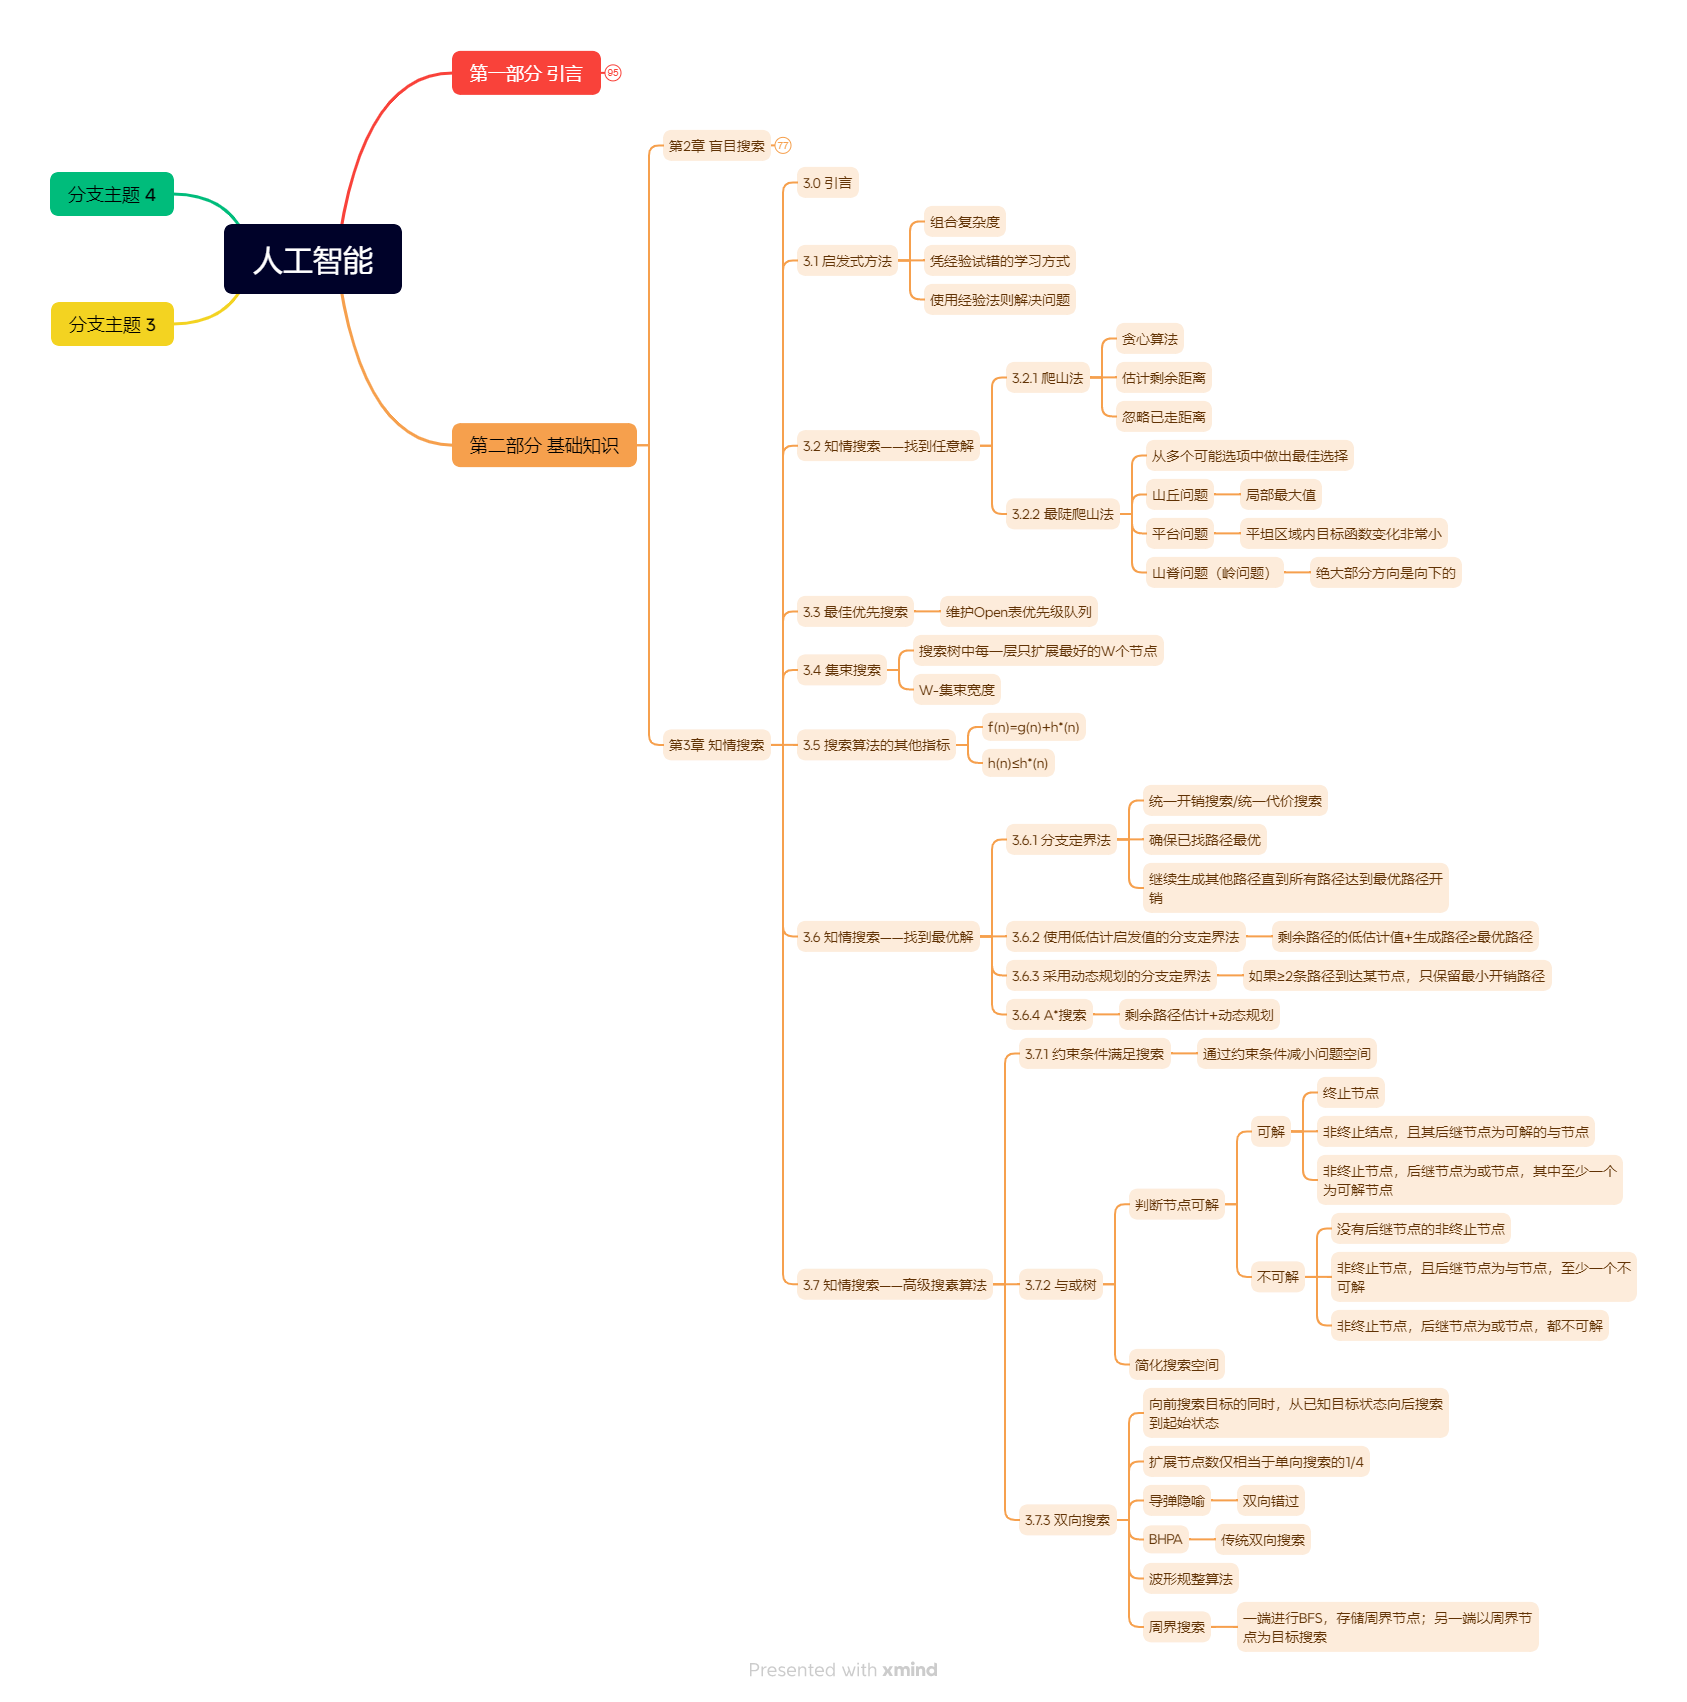 人工智能
第一部分 引言
95
第二部分 基础知识
第2章 盲目搜索
77
第3章 知情搜索
3.0 引言
3.1 启发式方法
组合复杂度
凭经验试错的学习方式
使用经验法则解决问题
3.2 知情搜索——找到任意解
3.2.1 爬山法
贪心算法
估计剩余距离
忽略已走距离
3.2.2 最陡爬山法
从多个可能选项中做出最佳选择
山丘问题
局部最大值
平台问题
平坦区域内目标函数变化非常小
山脊问题（岭问题）
绝大部分方向是向下的
3.3 最佳优先搜索
维护Open表优先级队列
3.4 集束搜索
搜索树中每一层只扩展最好的W个节点
W-集束宽度
3.5 搜索算法的其他指标
f(n)=g(n)+h*(n)
h(n)≤h*(n)
3.6 知情搜索——找到最优解
3.6.1 分支定界法
统一开销搜索/统一代价搜索
确保已找路径最优
继续生成其他路径直到所有路径达到最优路径开
销
3.6.2 使用低估计启发值的分支定界法
剩余路径的低估计值+生成路径≥最优路径
3.6.3 采用动态规划的分支定界法
如果≥2条路径到达某节点，只保留最小开销路径
3.6.4 A*搜索
剩余路径估计+动态规划
3.7 知情搜索——高级搜素算法
3.7.1 约束条件满足搜索
通过约束条件减小问题空间
3.7.2 与或树
判断节点可解
可解
终止节点
非终止结点，且其后继节点为可解的与节点
非终止节点，后继节点为或节点，其中至少一个
为可解节点
不可解
没有后继节点的非终止节点
非终止节点，且后继节点为与节点，至少一个不
可解
非终止节点，后继节点为或节点，都不可解
简化搜索空间
3.7.3 双向搜索
向前搜索目标的同时，从已知目标状态向后搜索
到起始状态
扩展节点数仅相当于单向搜索的1/4
导弹隐喻
双向错过
BHPA
传统双向搜索
波形规整算法
周界搜索
一端进行BFS，存储周界节点；另一端以周界节
点为目标搜索
分支主题 4
分支主题 3
Presented with xmind